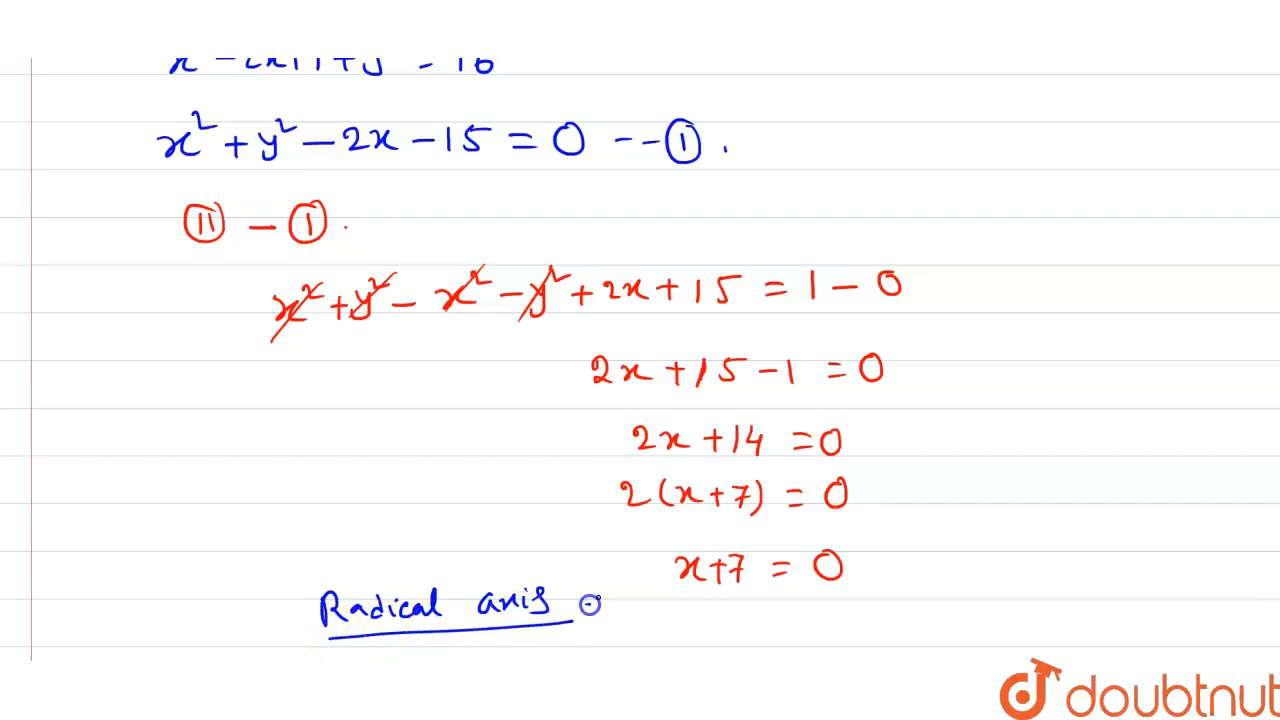 x² + y² - 2x - 15 = 0 -- ①.
⑪ - ①.
x² + y² - x² - y² + 2x + 15 = 1 - 0
2x + 15 - 1 = 0
2x + 14 = 0
2(x+7) = 0
x+7 = 0
Radical axis
doubtnut